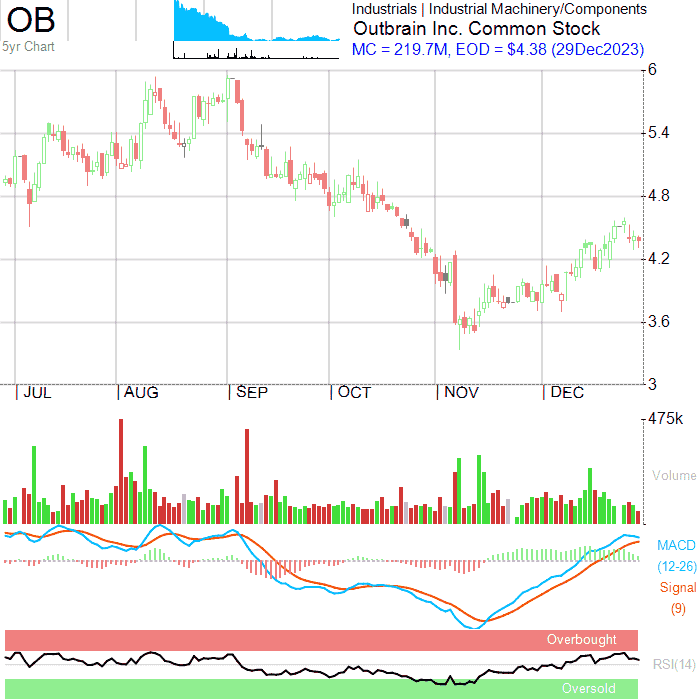 OB
5yr Chart
Industrials | Industrial Machinery/Components
Outbrain Inc. Common Stock
MC = 219.7M, EOD = $4.38 (29Dec2023)
6
5.4
4.8
4.2
3.6
3
JUL AUG SEP OCT NOV DEC
475k
Volume
MACD
(12-26)
Signal
(9)
Overbought
RSI(14)
Oversold